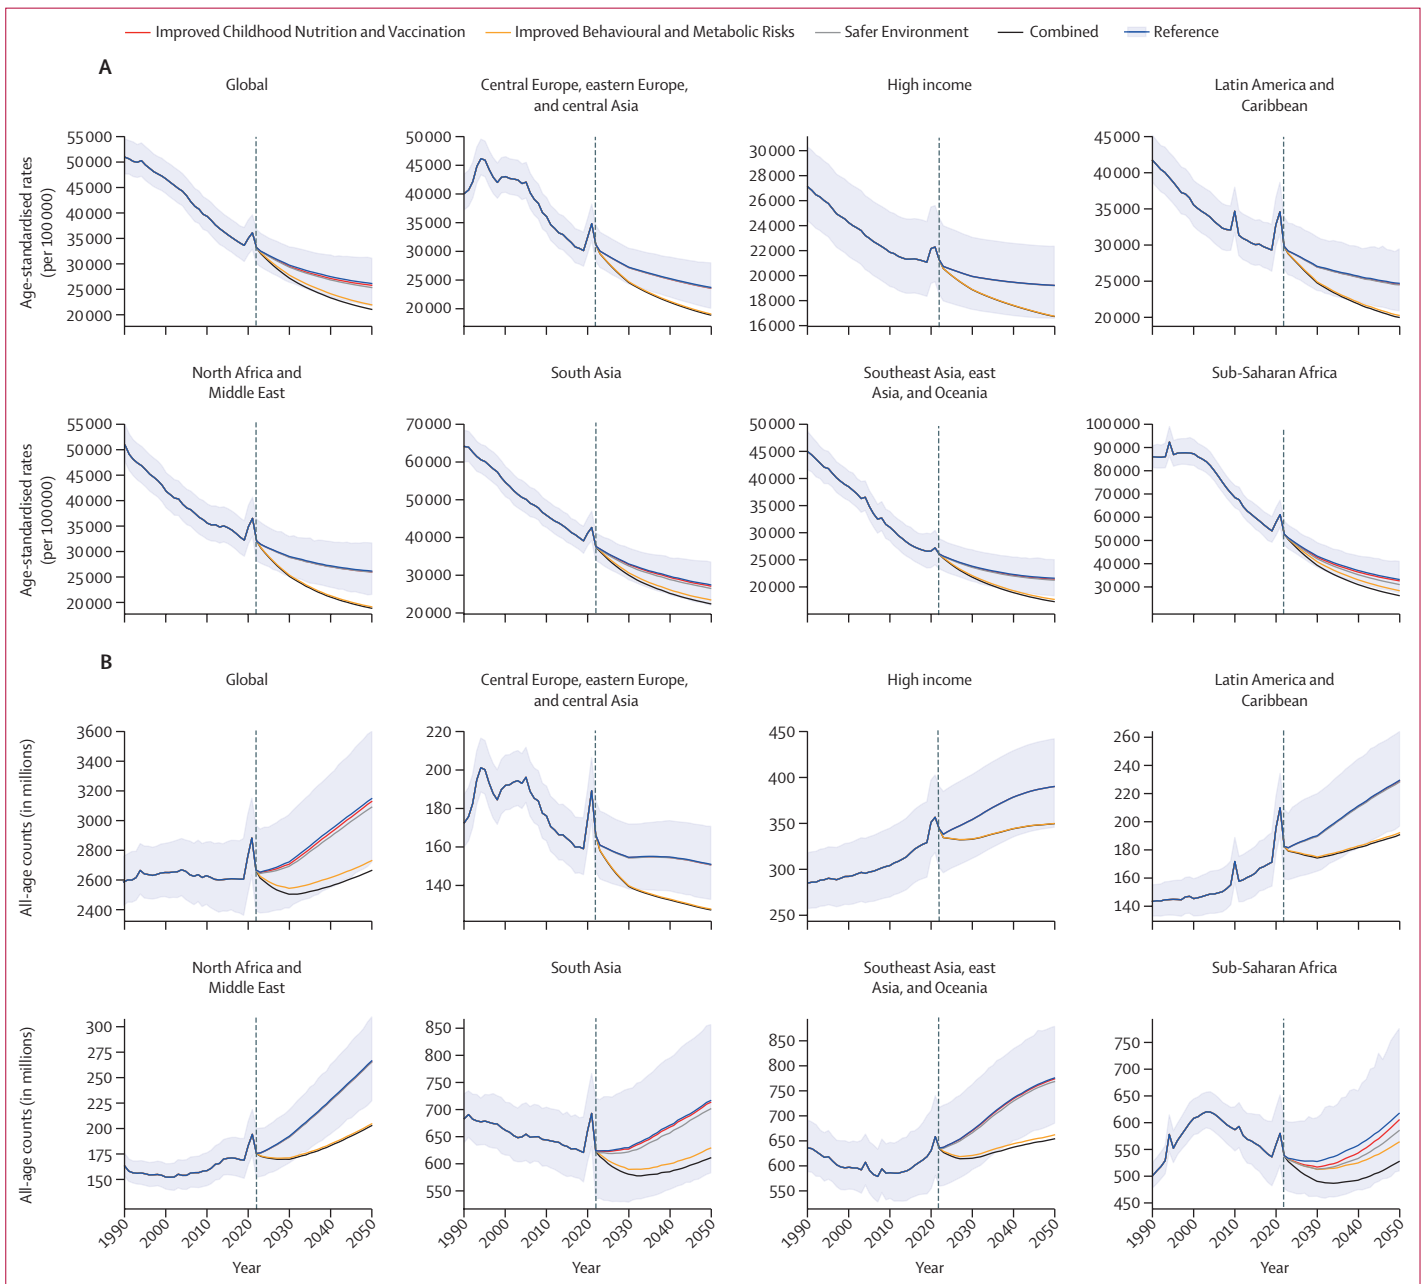 Improved Childhood Nutrition and Vaccination Improved Behavioural and Metabolic Risks Safer Environment Combined Reference
A
Global
Central Europe, eastern Europe,
and central Asia
High income
Latin America and
Caribbean
Age-standardised rates
(per 100 000)
55 000
50 000
45 000
40 000
35 000
30 000
25 000
20 000
50 000
45 000
40 000
35 000
30 000
25 000
20 000
30 000
28 000
26 000
24 000
22 000
20 000
18 000
16 000
45 000
40 000
35 000
30 000
25 000
20 000
North Africa and
Middle East
South Asia
Southeast Asia, east
Asia, and Oceania
Sub-Saharan Africa
Age-standardised rates
(per 100 000)
55 000
50 000
45 000
40 000
35 000
30 000
25 000
20 000
70 000
60 000
50 000
40 000
30 000
20 000
50 000
45 000
40 000
35 000
30 000
25 000
20 000
100 000
90 000
80 000
70 000
60 000
50 000
40 000
30 000
B
Global
Central Europe, eastern Europe,
and central Asia
High income
Latin America and
Caribbean
All-age counts (in millions)
3600
3400
3200
3000
2800
2600
2400
220
200
180
160
140
450
400
350
300
250
260
240
220
200
180
160
140
North Africa and
Middle East
South Asia
Southeast Asia, east
Asia, and Oceania
Sub-Saharan Africa
All-age counts (in millions)
300
275
250
225
200
175
150
850
800
750
700
650
600
550
850
800
750
700
650
600
550
750
700
650
600
550
500
450
1990 2000 2010 2020 2030 2040 2050
1990 2000 2010 2020 2030 2040 2050
1990 2000 2010 2020 2030 2040 2050
1990 2000 2010 2020 2030 2040 2050
Year
Year
Year
Year